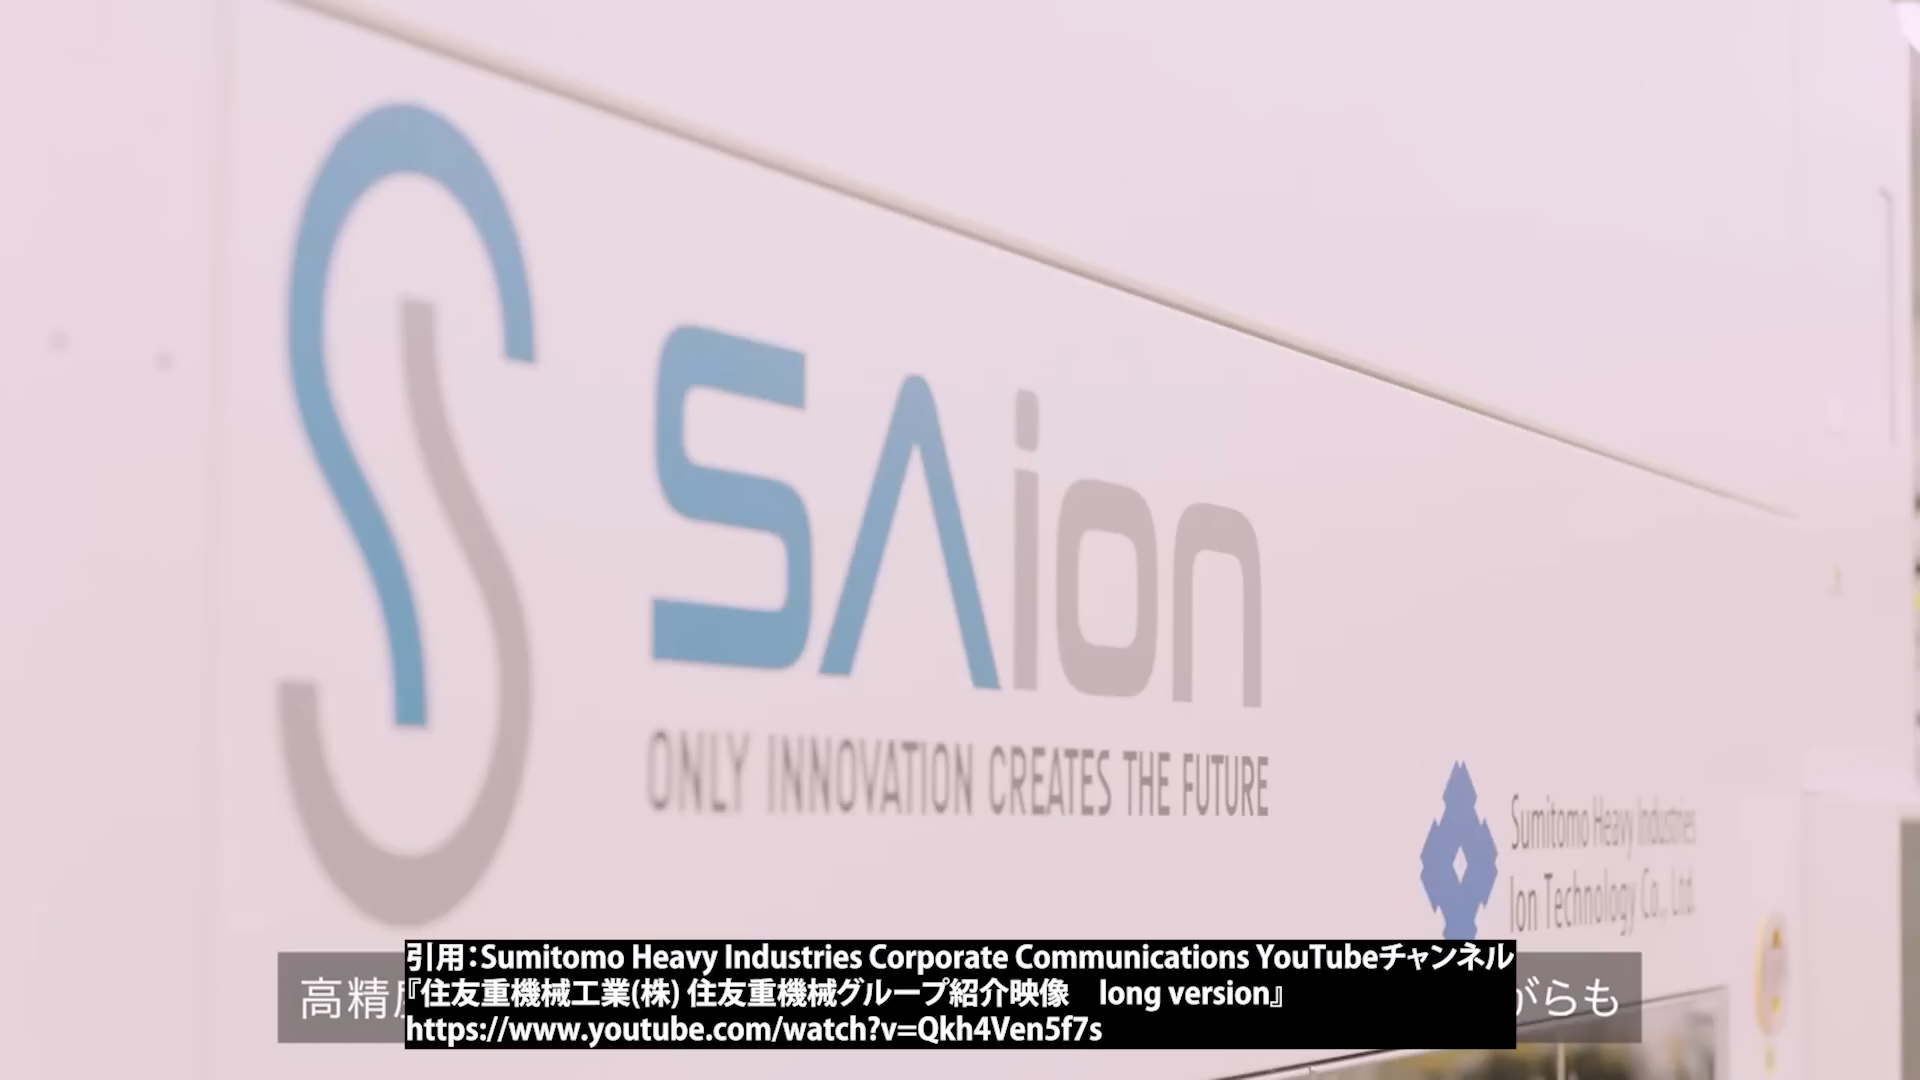 SAion
ONLY INNOVATION CREATES THE FUTURE
Sumitomo Heavy Industries
Ion Technology Co., Ltd.
引用：Sumitomo Heavy Industries Corporate Communications YouTubeチャンネル
『住友重機械工業(株) 住友重機械グループ紹介映像　long version』
https://www.youtube.com/watch?v=Qkh4Ven5f7s
高精 がらも